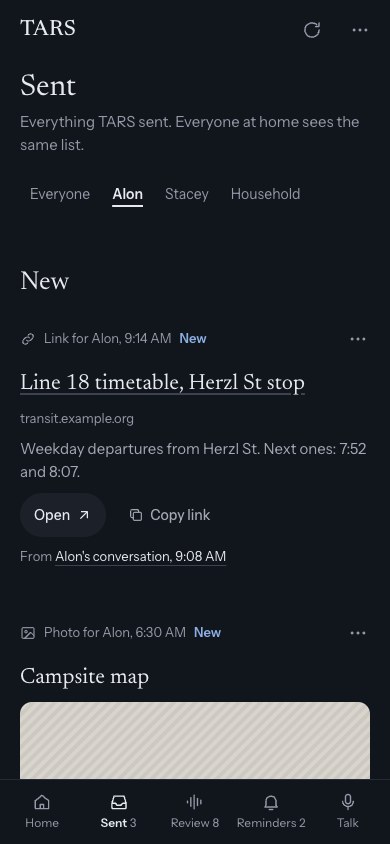 TARS
Sent
Everything TARS sent. Everyone at home sees the
same list.
Everyone Alon Stacey Household
New
Link for Alon, 9:14 AM New
Line 18 timetable, Herzl St stop
transit.example.org
Weekday departures from Herzl St. Next ones: 7:52
and 8:07.
Open Copy link
From Alon's conversation, 9:08 AM
Photo for Alon, 6:30 AM New
Campsite map
Home Sent 3 Review 8 Reminders 2 Talk